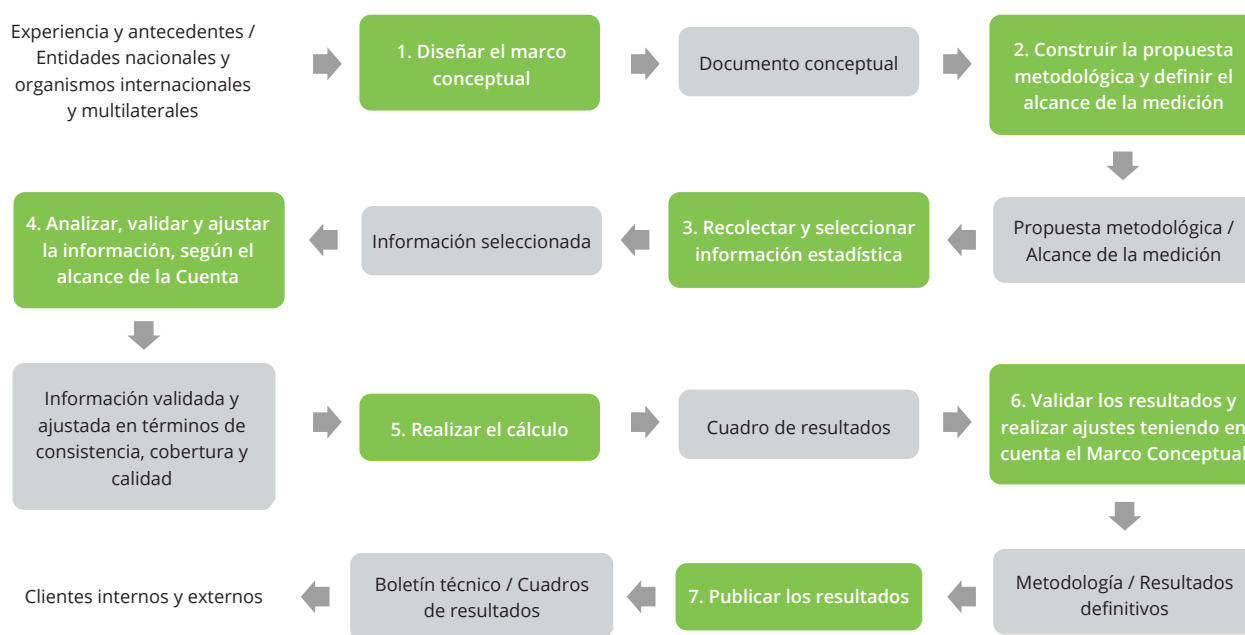 Experiencia y antecedentes /
Entidades nacionales y
organismos internacionales
y multilaterales
1. Diseñar el marco
conceptual
Documento conceptual
2. Construir la propuesta
metodológica y definir el
alcance de la medición
Propuesta metodológica /
Alcance de la medición
3. Recolectar y seleccionar
información estadística
Información seleccionada
4. Analizar, validar y ajustar
la información, según el
alcance de la Cuenta
Información validada y
ajustada en términos de
consistencia, cobertura y
calidad
5. Realizar el cálculo
Cuadro de resultados
6. Validar los resultados y
realizar ajustes teniendo en
cuenta el Marco Conceptual
Metodología / Resultados
definitivos
7. Publicar los resultados
Boletín técnico / Cuadros
de resultados
Clientes internos y externos